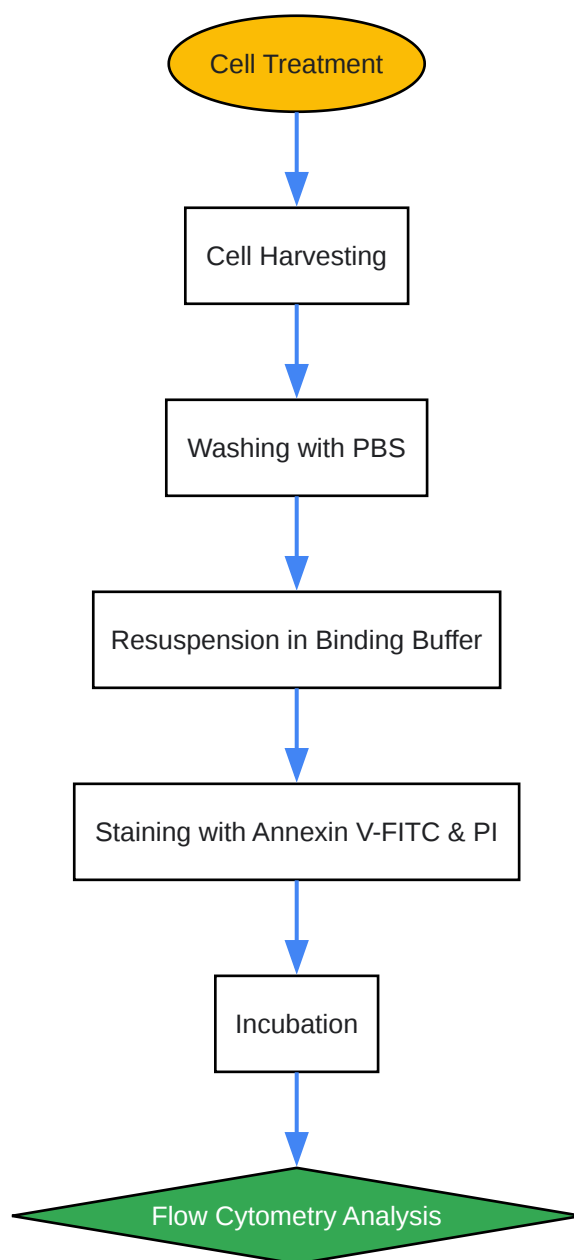 Cell Treatment
Cell Harvesting
Washing with PBS
Resuspension in Binding Buffer
Staining with Annexin V-FITC & PI
Incubation
Flow Cytometry Analysis